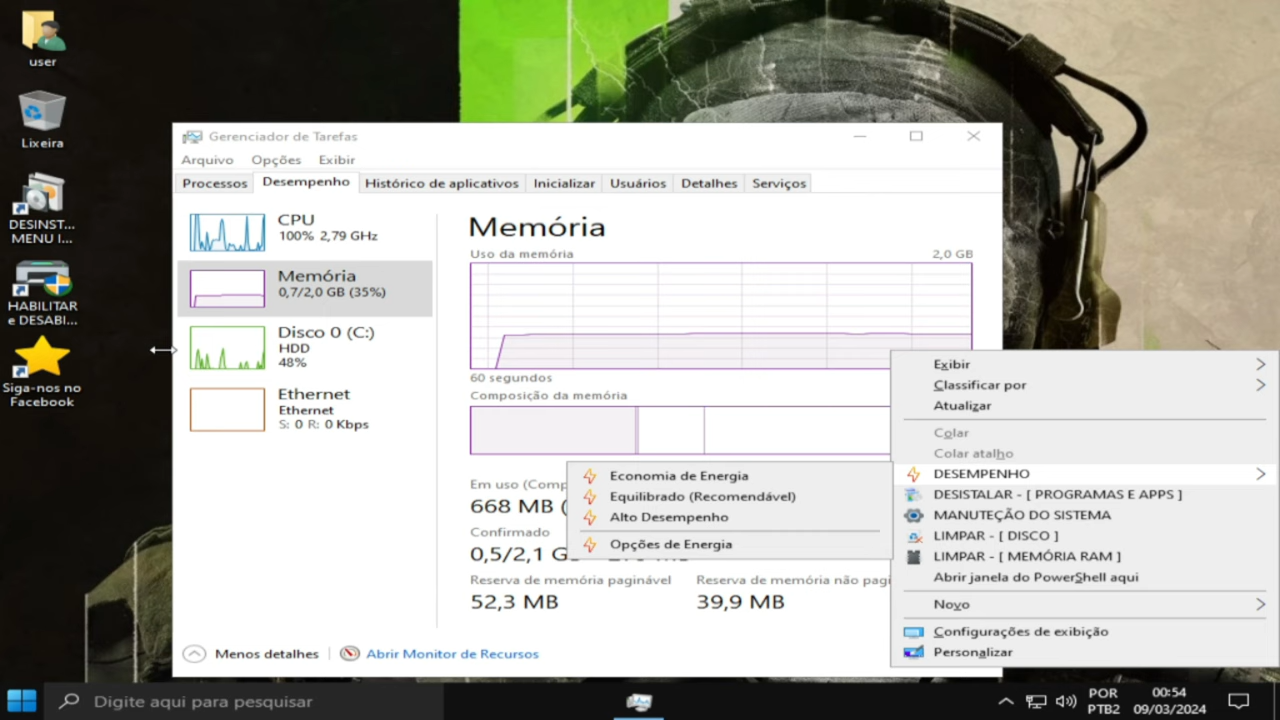 user
Lixeira
DESINST...
MENU I...
HABILITAR
e DESABI...
Siga-nos no
Facebook
Gerenciador de Tarefas
Arquivo Opções Exibir
Processos Desempenho Histórico de aplicativos Inicializar Usuários Detalhes Serviços
CPU
100% 2,79 GHz
Memória
0,7/2,0 GB (35%)
Disco 0 (C:)
HDD
48%
Ethernet
Ethernet
S: 0 R: 0 Kbps
Memória
Uso da memória 2,0 GB
60 segundos
Composição da memória
Em uso (Comp
668 MB (
Confirmado
0,5/2,1 G
Reserva de memória paginável Reserva de memória não pagi
52,3 MB 39,9 MB
Menos detalhes Abrir Monitor de Recursos
Economia de Energia
Equilibrado (Recomendável)
Alto Desempenho
Opções de Energia
Exibir
Classificar por
Atualizar
Colar
Colar atalho
DESEMPENHO
DESISTALAR - [ PROGRAMAS E APPS ]
MANUTEÇÃO DO SISTEMA
LIMPAR - [ DISCO ]
LIMPAR - [ MEMÓRIA RAM ]
Abrir janela do PowerShell aqui
Novo
Configurações de exibição
Personalizar
Digite aqui para pesquisar
POR
PTB2
00:54
09/03/2024